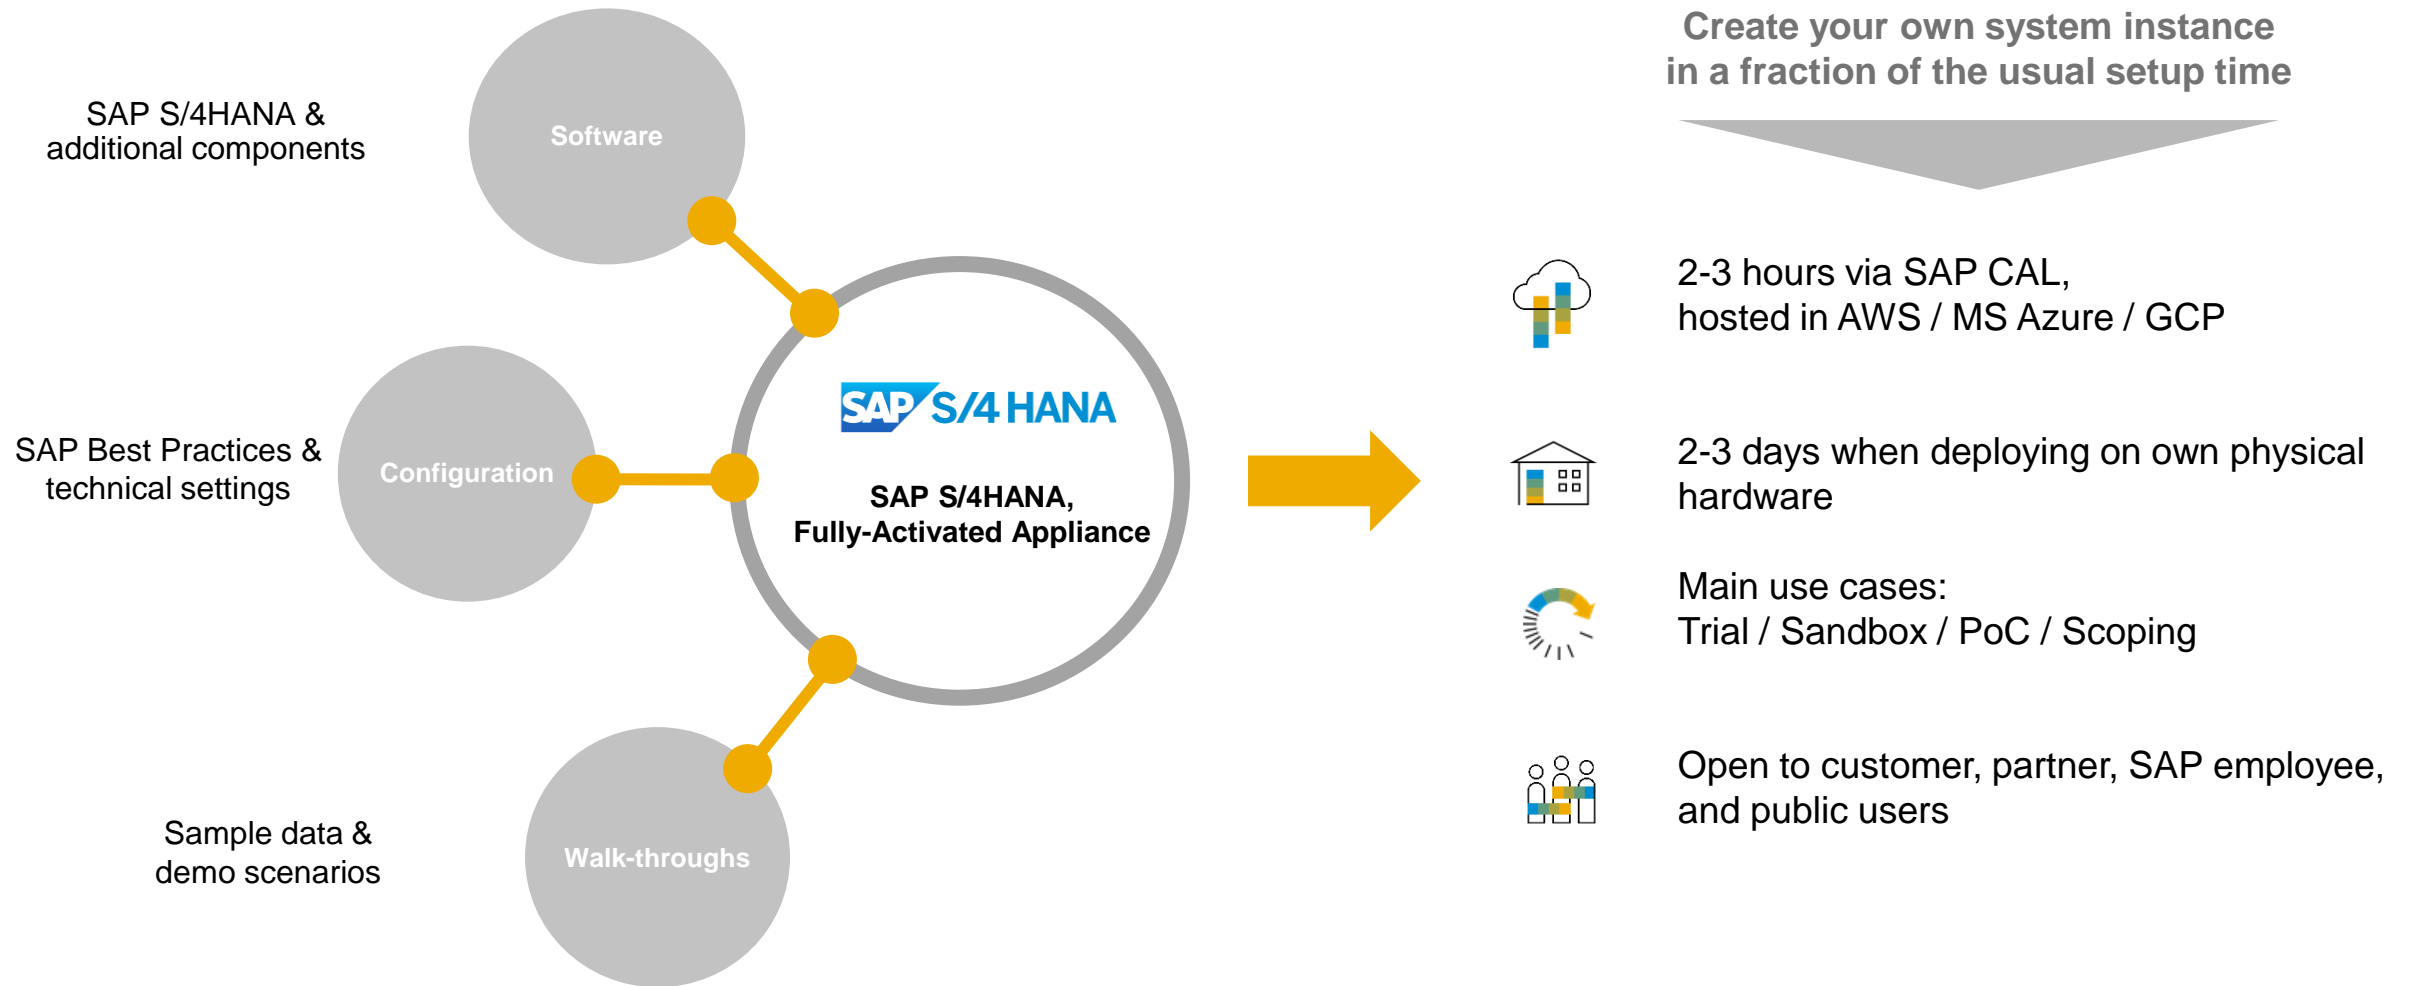 SAP S/4HANA &
additional components
Software
SAP Best Practices &
technical settings
Configuration
Sample data &
demo scenarios
Walk-throughs
SAP S/4 HANA
SAP S/4HANA,
Fully-Activated Appliance
Create your own system instance
in a fraction of the usual setup time
2-3 hours via SAP CAL,
hosted in AWS / MS Azure / GCP
2-3 days when deploying on own physical
hardware
Main use cases:
Trial / Sandbox / PoC / Scoping
Open to customer, partner, SAP employee,
and public users